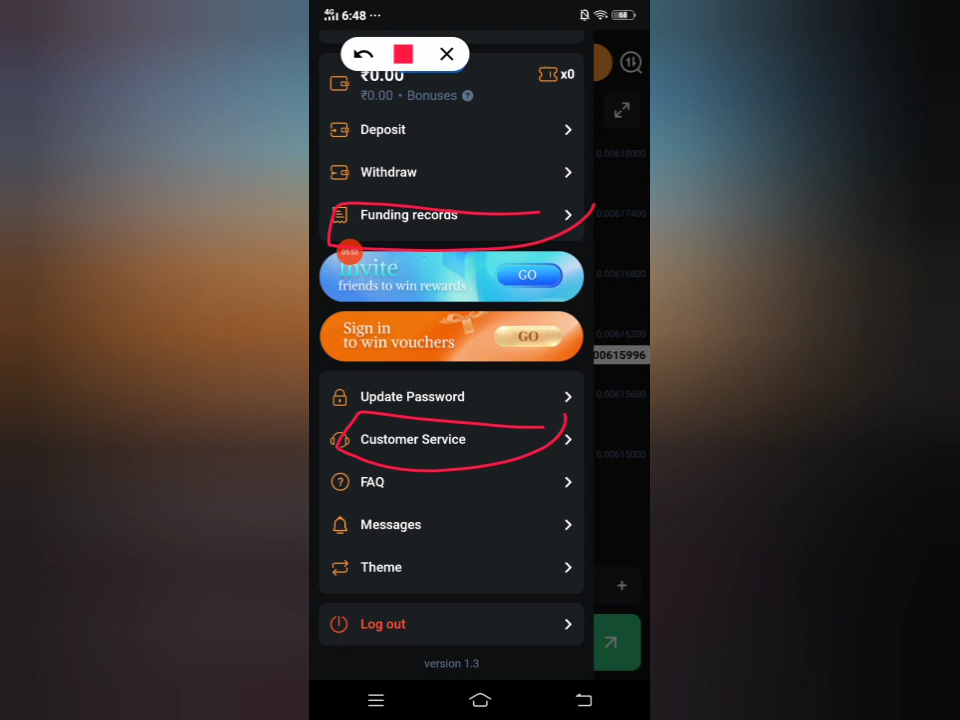 4G 6:48 ...
68
₹0.00
x0
₹0.00 • Bonuses ?
Deposit
Withdraw
Funding records
05:53
Invite
friends to win rewards
GO
Sign in
to win vouchers
GO
Update Password
Customer Service
FAQ
Messages
Theme
Log out
version 1.3
0.00618000
0.00617400
0.00616800
0.00616200
00615996
0.00615600
0.00615000